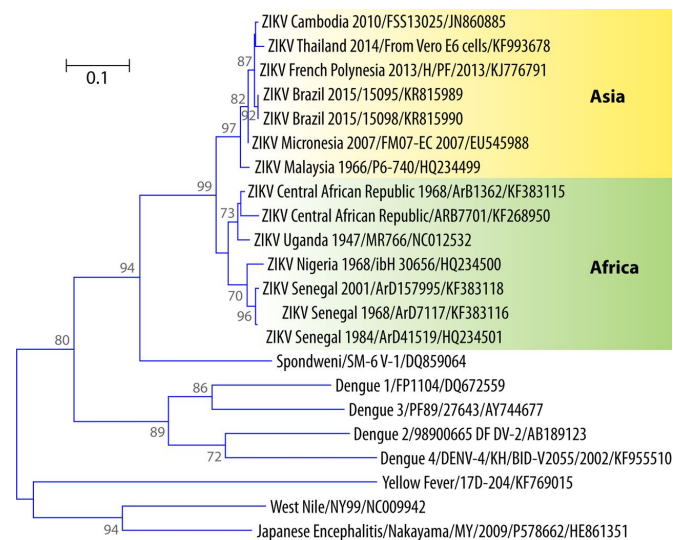 ZIKV Cambodia 2010/FSS13025/JN860885
ZIKV Thailand 2014/From Vero E6 cells/KF993678
87
ZIKV French Polynesia 2013/H/PF/2013/KJ776791
0.1
ZIKV Brazil 2015/15095/KR815989
Asia
82
92
ZIKV Brazil 2015/15098/KR815990
97
ZIKV Micronesia 2007/FM07-EC 2007/EU545988
ZIKV Malaysia 1966/P6-740/HQ234499
99
ZIKV Central African Republic 1968/ArB1362/KF383115
73
ZIKV Central African Republic/ARB7701/KF268950
ZIKV Uganda 1947/MR766/NC012532
94
ZIKV Nigeria 1968/ibH 30656/HQ234500
Africa
70
ZIKV Senegal 2001/ArD157995/KF383118
96
ZIKV Senegal 1968/ArD7117/KF383116
ZIKV Senegal 1984/ArD41519/HQ234501
80
Spondweni/SM-6 V-1/DQ859064
86
Dengue 1/FP1104/DQ672559
Dengue 3/PF89/27643/AY744677
89
Dengue 2/98900665 DF DV-2/AB189123
72
Dengue 4/DENV-4/KH/BID-V2055/2002/KF955510
Yellow Fever/17D-204/KF769015
West Nile/NY99/NC009942
94
Japanese Encephalitis/Nakayama/MY/2009/P578662/HE861351